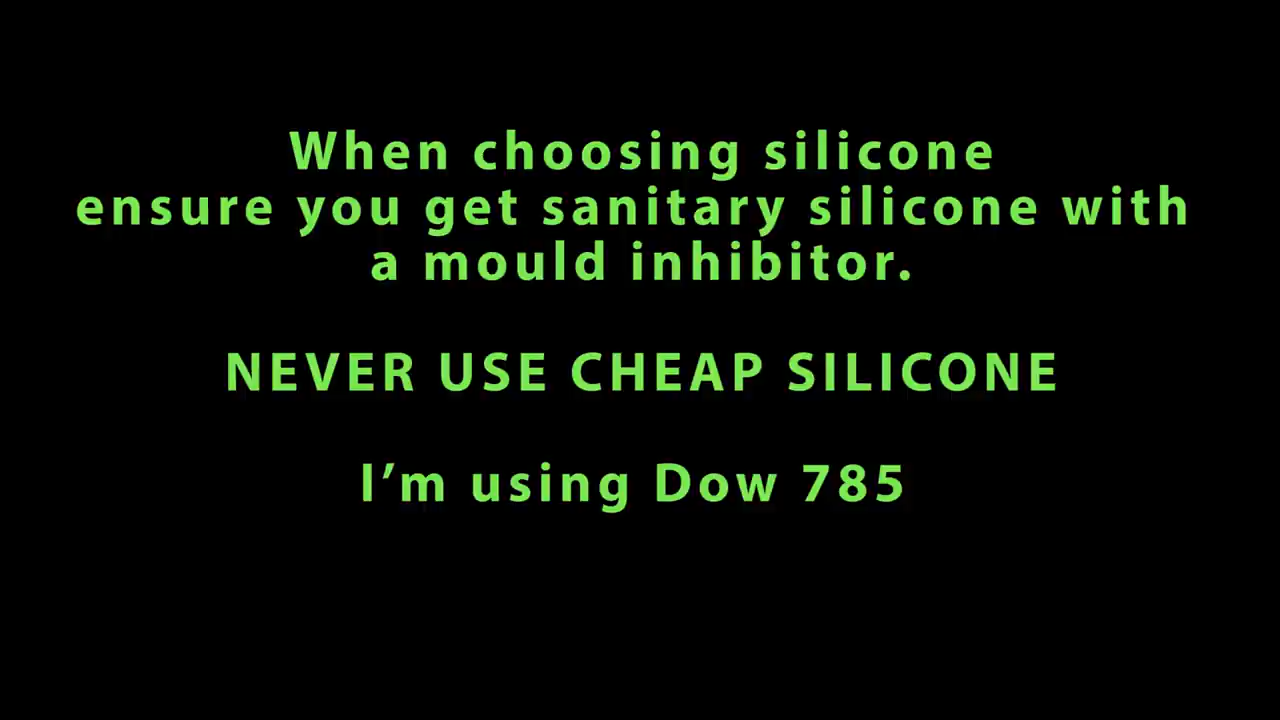 When choosing silicone
ensure you get sanitary silicone with
a mould inhibitor.
NEVER USE CHEAP SILICONE
I’m using Dow 785